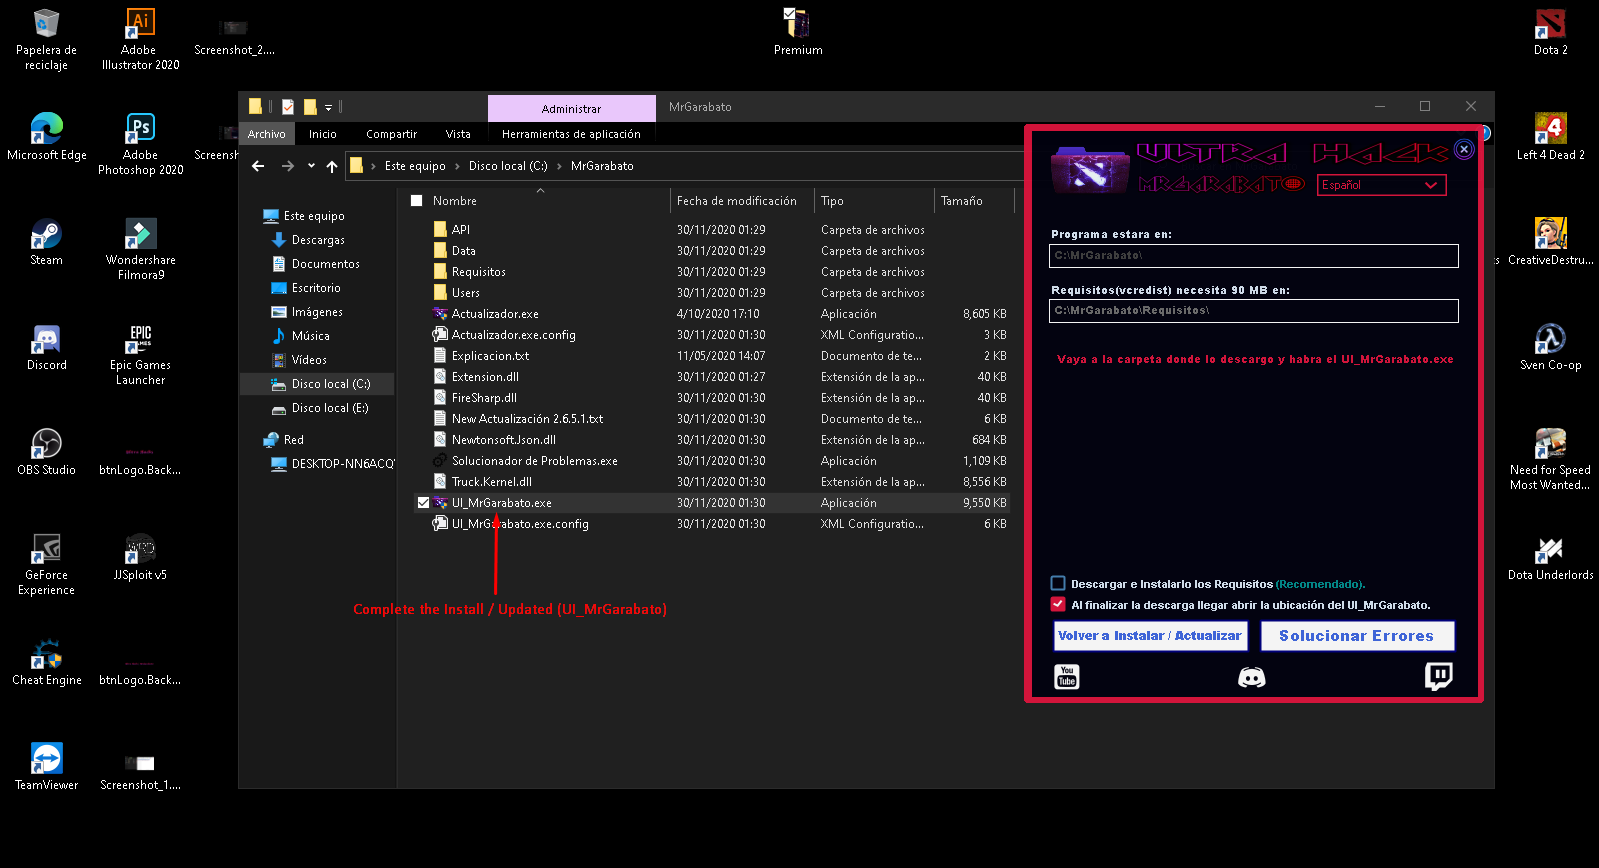 Papelera de
reciclaje
Adobe
Illustrator 2020
Screenshot_2....
Premium
Dota 2
Microsoft Edge
Adobe
Photoshop 2020
Screensh
Left 4 Dead 2
Steam
Wondershare
Filmora9
CreativeDestru...
Discord
Epic Games
Launcher
Sven Co-op
OBS Studio
btnLogo.Back...
Need for Speed
Most Wanted...
GeForce
Experience
JJSploit v5
Dota Underlords
Cheat Engine
btnLogo.Back...
TeamViewer
Screenshot_1....
Administrar
MrGarabato
Archivo
Inicio
Compartir
Vista
Herramientas de aplicación
Este equipo > Disco local (C:) > MrGarabato
Este equipo
Descargas
Documentos
Escritorio
Imágenes
Música
Vídeos
Disco local (C:)
Disco local (E:)
Red
DESKTOP-NN6ACQ
Nombre Fecha de modificación Tipo Tamaño
API 30/11/2020 01:29 Carpeta de archivos
Data 30/11/2020 01:29 Carpeta de archivos
Requisitos 30/11/2020 01:29 Carpeta de archivos
Users 30/11/2020 01:29 Carpeta de archivos
Actualizador.exe 4/10/2020 17:10 Aplicación 8,605 KB
Actualizador.exe.config 30/11/2020 01:30 XML Configuratio... 3 KB
Explicacion.txt 11/05/2020 14:07 Documento de te... 2 KB
Extension.dll 30/11/2020 01:27 Extensión de la ap... 40 KB
FireSharp.dll 30/11/2020 01:30 Extensión de la ap... 40 KB
New Actualización 2.6.5.1.txt 30/11/2020 01:30 Documento de te... 6 KB
Newtonsoft.Json.dll 30/11/2020 01:30 Extensión de la ap... 684 KB
Solucionador de Problemas.exe 30/11/2020 01:30 Aplicación 1,109 KB
Truck.Kernel.dll 30/11/2020 01:30 Extensión de la ap... 8,556 KB
UI_MrGarabato.exe 30/11/2020 01:30 Aplicación 9,550 KB
UI_MrGarabato.exe.config 30/11/2020 01:30 XML Configuratio... 6 KB
Complete the Install / Updated (UI_MrGarabato)
ULTRA HACK
MRGARABATO
Español
Programa estara en:
C:\MrGarabato\
Requisitos(vcredist) necesita 90 MB en:
C:\MrGarabato\Requisitos\
Vaya a la carpeta donde lo descargo y habra el UI_MrGarabato.exe
Descargar e Instalarlo los Requisitos (Recomendado).
Al finalizar la descarga llegar abrir la ubicación del UI_MrGarabato.
Volver a Instalar / Actualizar
Solucionar Errores
You
Tube